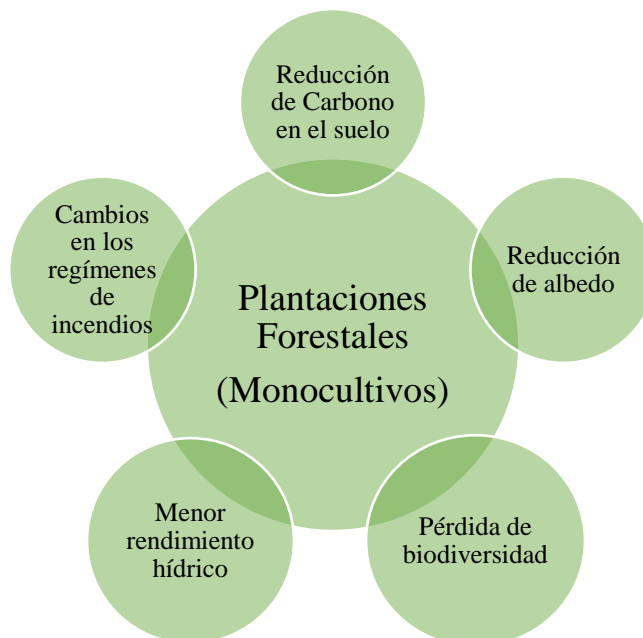 Reducción
de Carbono
en el suelo
Cambios
en los
regímenes
de
incendios
Reducción
de albedo
Plantaciones
Forestales
(Monocultivos)
Menor
rendimiento
hídrico
Pérdida de
biodiversidad